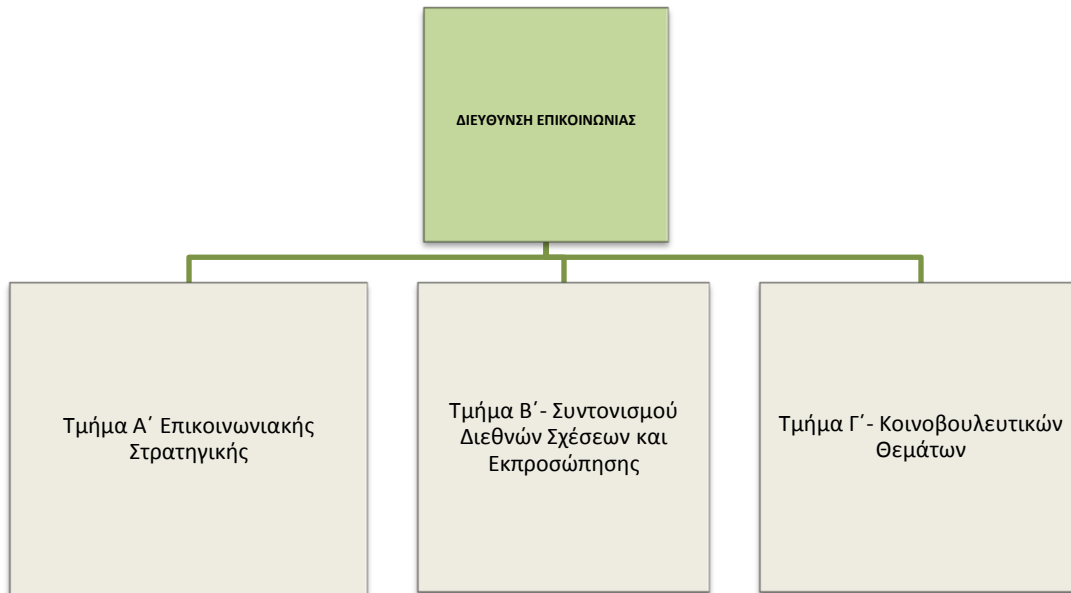 ΔΙΕΥΘΥΝΣΗ ΕΠΙΚΟΙΝΩΝΙΑΣ
Τμήμα Α΄ Επικοινωνιακής
Στρατηγικής
Τμήμα Β΄- Συντονισμού
Διεθνών Σχέσεων και
Εκπροσώπησης
Τμήμα Γ΄- Κοινοβουλευτικών
Θεμάτων